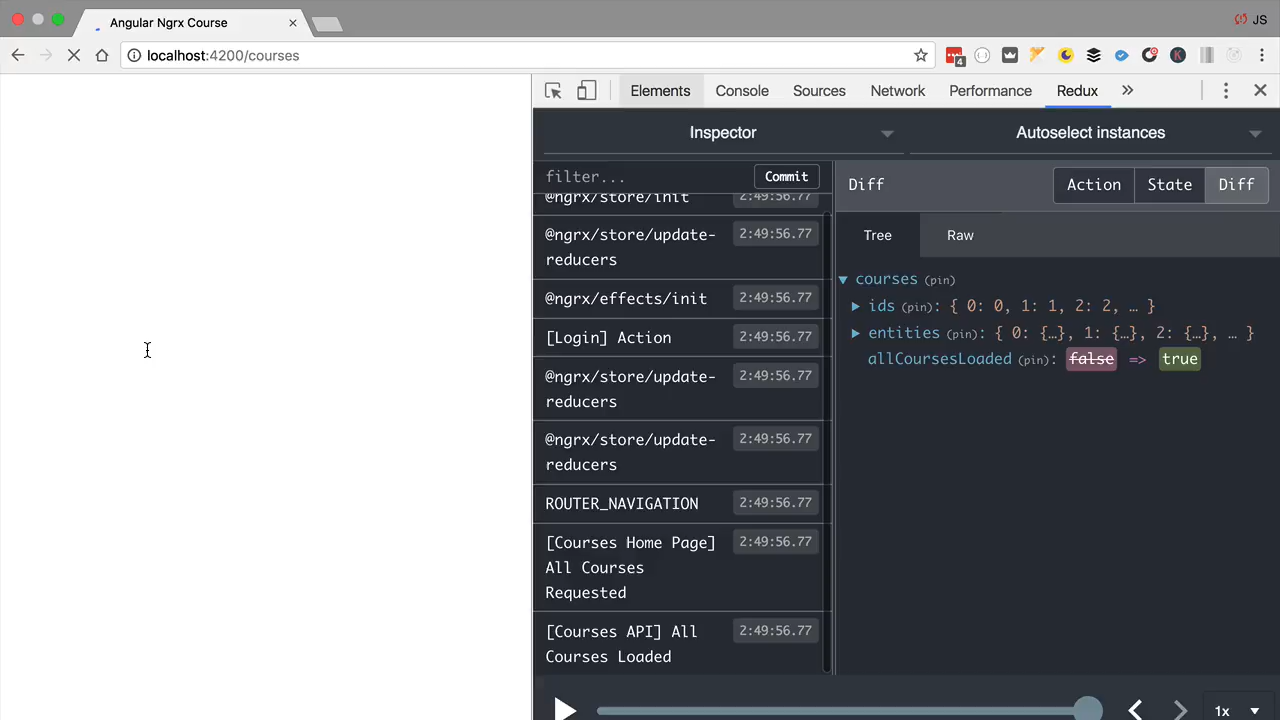 Angular Ngrx Course
JS
localhost:4200/courses
4
K
Elements Console Sources Network Performance Redux
Inspector Autoselect instances
filter... Commit
Diff Action State Diff
@ngrx/store/init 2:49:56.77
@ngrx/store/update-
reducers 2:49:56.77
@ngrx/effects/init 2:49:56.77
[Login] Action 2:49:56.77
@ngrx/store/update-
reducers 2:49:56.77
@ngrx/store/update-
reducers 2:49:56.77
ROUTER_NAVIGATION 2:49:56.77
[Courses Home Page]
All Courses
Requested 2:49:56.77
[Courses API] All
Courses Loaded 2:49:56.77
Tree Raw
courses (pin)
ids (pin): { 0: 0, 1: 1, 2: 2, … }
entities (pin): { 0: {…}, 1: {…}, 2: {…}, … }
allCoursesLoaded (pin): false => true
1x